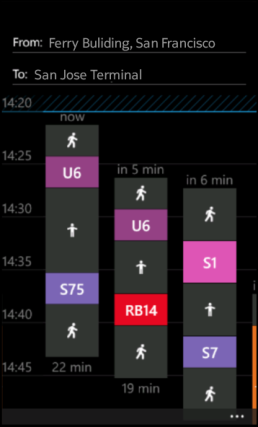 From: Ferry Buliding, San Francisco
To: San Jose Terminal
14:20
now
14:25
U6
in 5 min
in 6 min
14:30
U6
14:35
S1
S75
14:40
RB14
S7
14:45
22 min
19 min